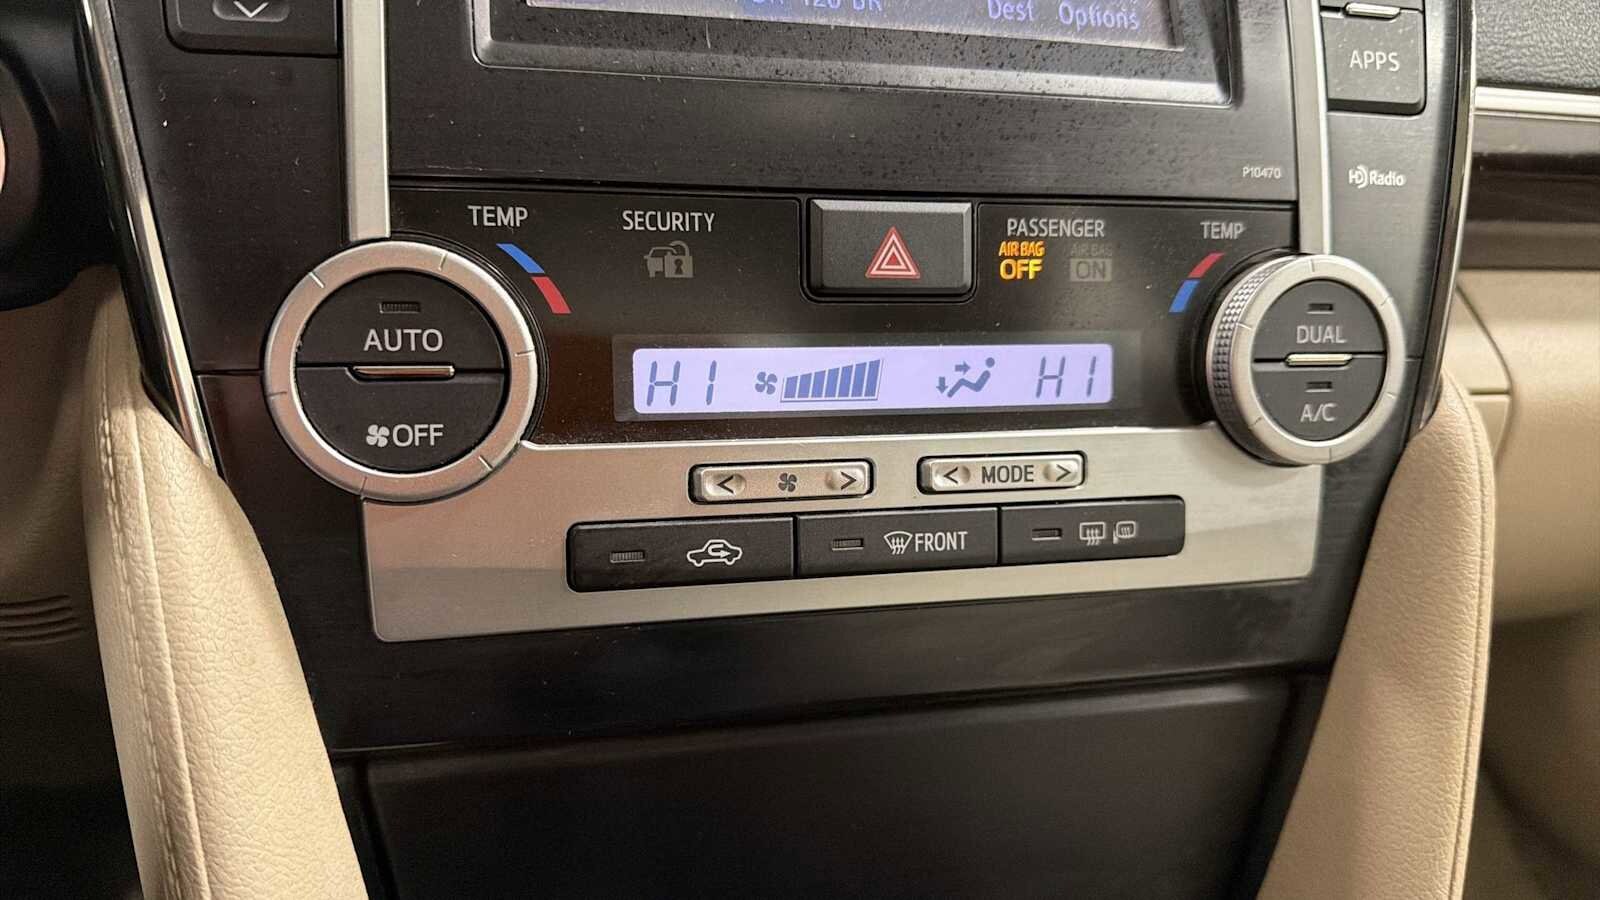 Dest Options
APPS
P10470
HD Radio
TEMP
SECURITY
PASSENGER
AIR BAG
OFF
AIR BAG
ON
TEMP
AUTO
OFF
HI
HI
DUAL
A/C
MODE
FRONT